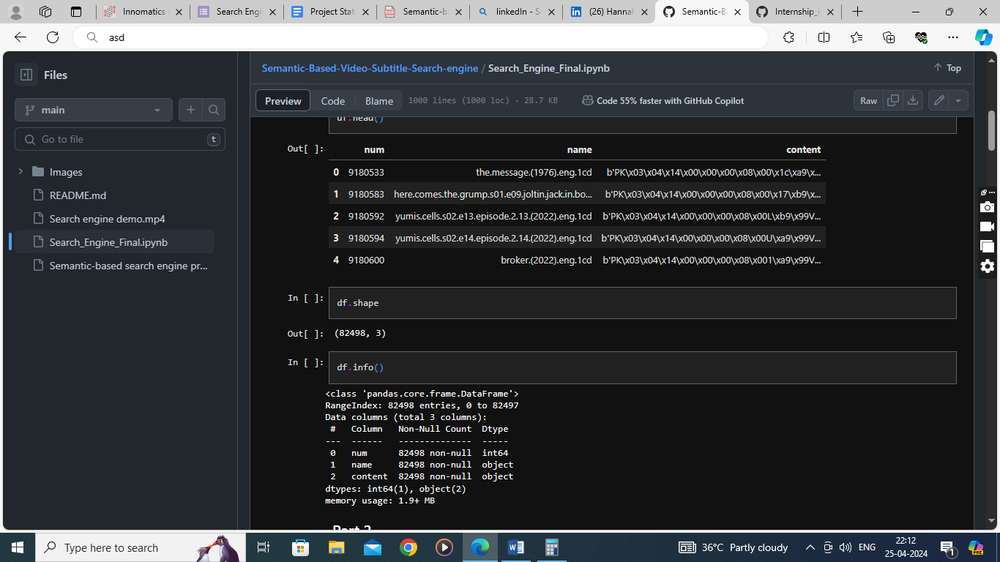 Innomatics
Search Engi
Project Stat
Semantic-b
linkedIn - Se
(26) Hannah
Semantic-Ba
Internship_i
asd
Files
Semantic-Based-Video-Subtitle-Search-engine / Search_Engine_Final.ipynb
Top
main
Preview Code Blame 1000 lines (1000 loc) · 28.7 KB Code 55% faster with GitHub Copilot Raw
Go to file t
Images
README.md
Search engine demo.mp4
Search_Engine_Final.ipynb
Semantic-based search engine pr...
df.head()
Out[ ]: num name content
0 9180533 the.message.(1976).eng.1cd b'PK\x03\x04\x14\x00\x00\x00\x08\x00\x1c\xa9\x...
1 9180583 here.comes.the.grump.s01.e09.joltin.jack.in.bo... b'PK\x03\x04\x14\x00\x00\x00\x08\x00\x17\xb9\x...
2 9180592 yumis.cells.s02.e13.episode.2.13.(2022).eng.1cd b'PK\x03\x04\x14\x00\x00\x00\x08\x00L\xb9\x99V...
3 9180594 yumis.cells.s02.e14.episode.2.14.(2022).eng.1cd b'PK\x03\x04\x14\x00\x00\x00\x08\x00U\xa9\x99V...
4 9180600 broker.(2022).eng.1cd b'PK\x03\x04\x14\x00\x00\x00\x08\x001\xa9\x99V...
In [ ]: df.shape
Out[ ]: (82498, 3)
In [ ]: df.info()
<class 'pandas.core.frame.DataFrame'>
RangeIndex: 82498 entries, 0 to 82497
Data columns (total 3 columns):
# Column Non-Null Count Dtype
--- ------ -------------- -----
0 num 82498 non-null int64
1 name 82498 non-null object
2 content 82498 non-null object
dtypes: int64(1), object(2)
memory usage: 1.9+ MB
Part 2
Type here to search
36°C Partly cloudy
ENG
22:12
25-04-2024
1
PRE